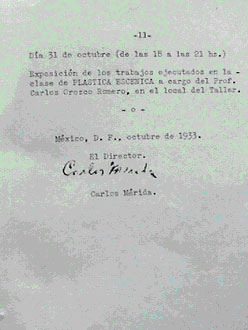 -11-
Día 31 de octubre (de las 18 a las 21 hs.)
Exposición de los trabajos ejecutados en la -
clase de PLASTICA ESCENICA a cargo del Prof.
Carlos Orozco Romero, en el local del Taller.
- o -
México, D. F., octubre de 1933.
El Director.
Carlos Mérida
Carlos Mérida.